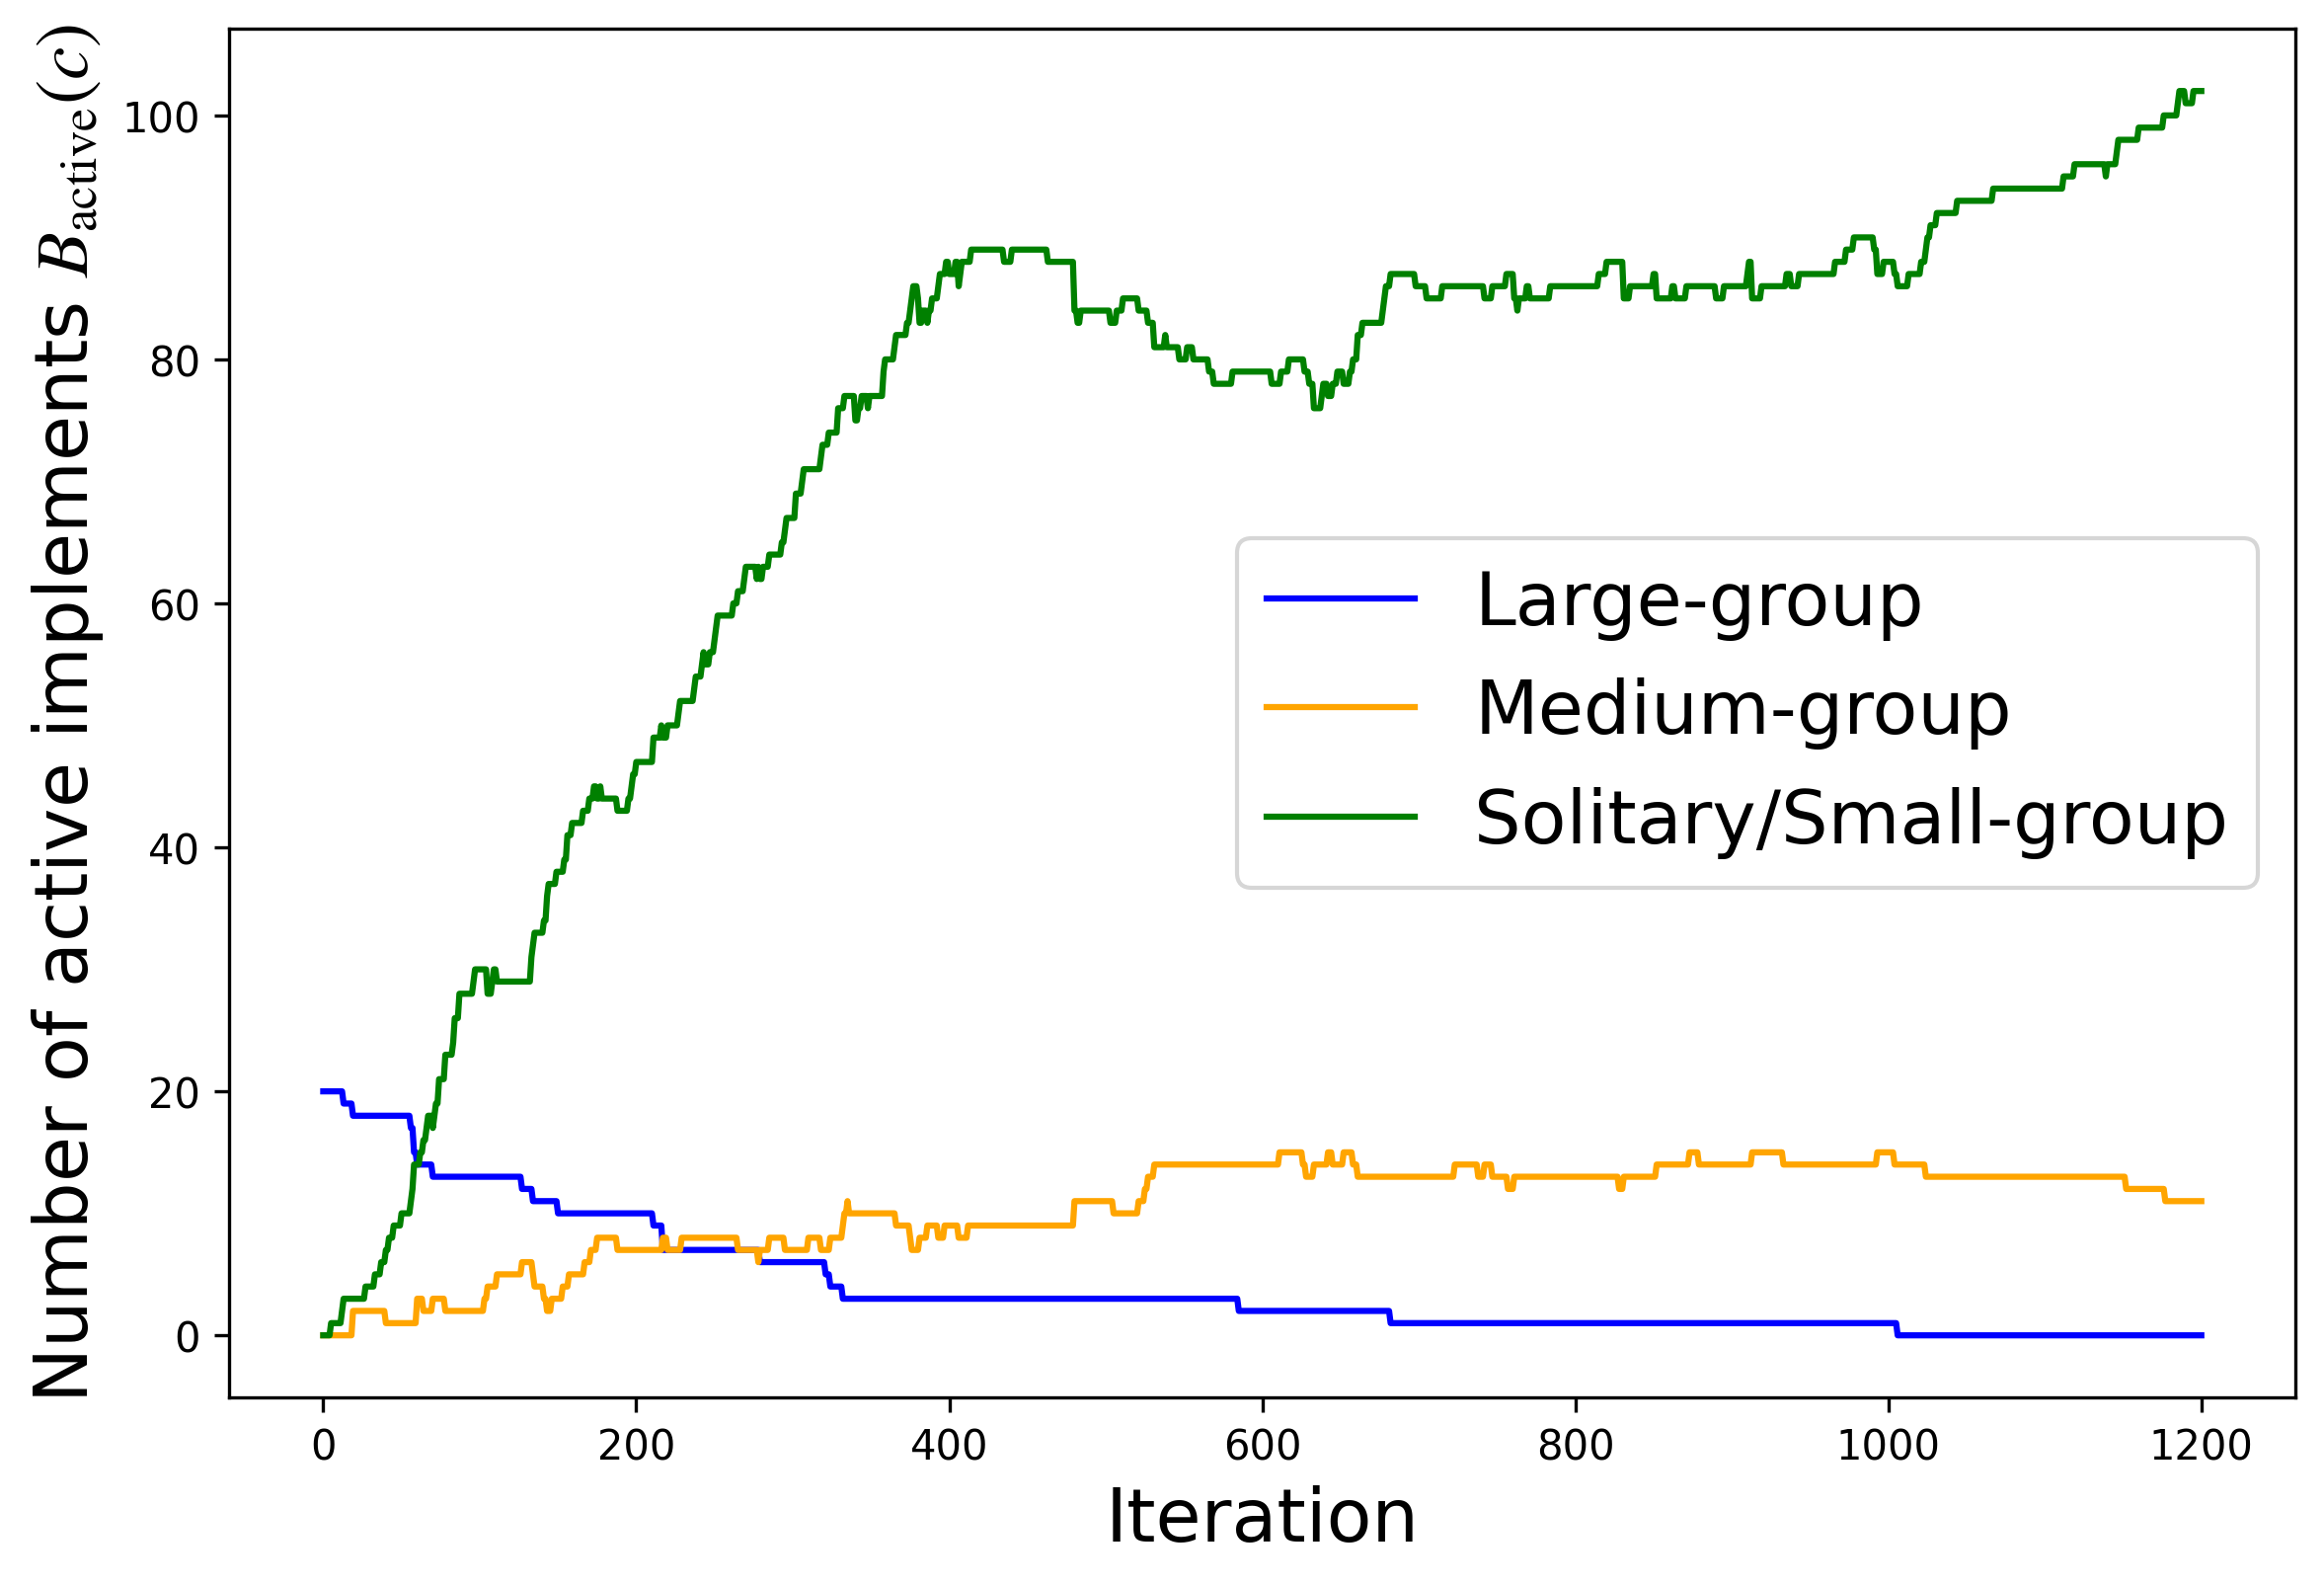 Number of active implements B_active(c)
100
80
60
40
20
0
Large-group
Medium-group
Solitary/Small-group
0 200 400 600 800 1000 1200
Iteration